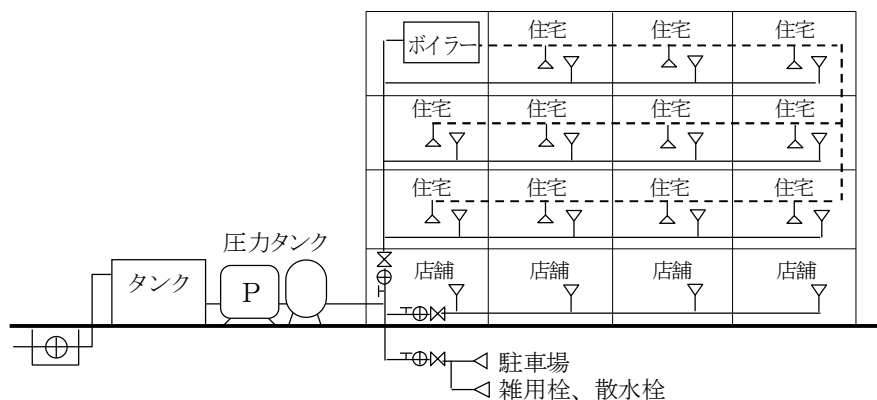 ボイラー 住宅 住宅 住宅
住宅 住宅 住宅 住宅
住宅 住宅 住宅 住宅
圧力タンク
タンク P
店舗 店舗 店舗 店舗
駐車場
雑用栓、散水栓